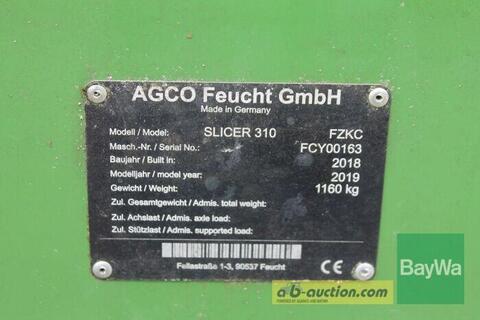 AGCO Feucht GmbH
Made in Germany
Modell / Model: SLICER 310 FZKC
Masch.-Nr. / Serial No.: FCY00163
Baujahr / Built in: 2018
Modelljahr / model year: 2019
Gewicht / Weight: 1160 kg
Zul. Gesamtgewicht / Admis. total weight:
Zul. Achslast / Admis. axle load:
Zul. Stützlast / Admis. supported load:
Fellastraße 1-3, 90537 Feucht CE
ab-auction.com
BayWa